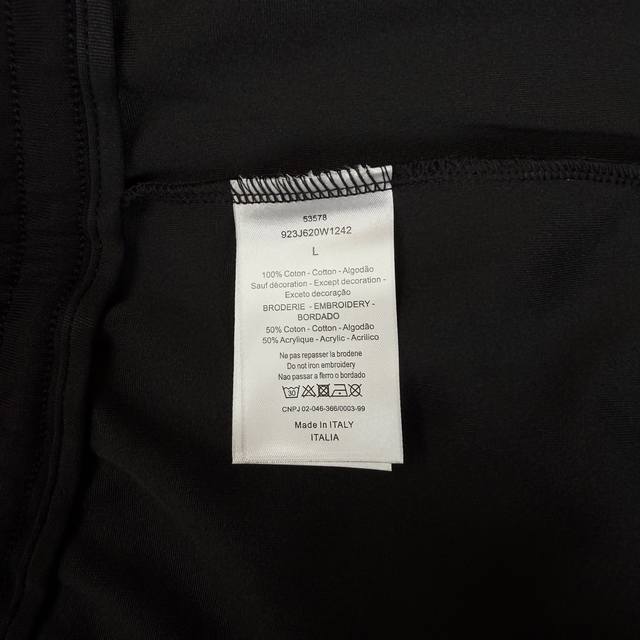 53578
923J620W1242
L
100% Coton - Cotton - Algodão
Sauf décoration - Except decoration -
Exceto decoração
BRODERIE - EMBROIDERY -
BORDADO
50% Coton - Cotton - Algodão
50% Acrylique - Acrylic - Acrilico
Ne pas repasser la broderie
Do not iron embroidery
Nao passar a ferro o bordado
30
CNPJ 02-046-366/0003-99
Made In ITALY
ITALIA